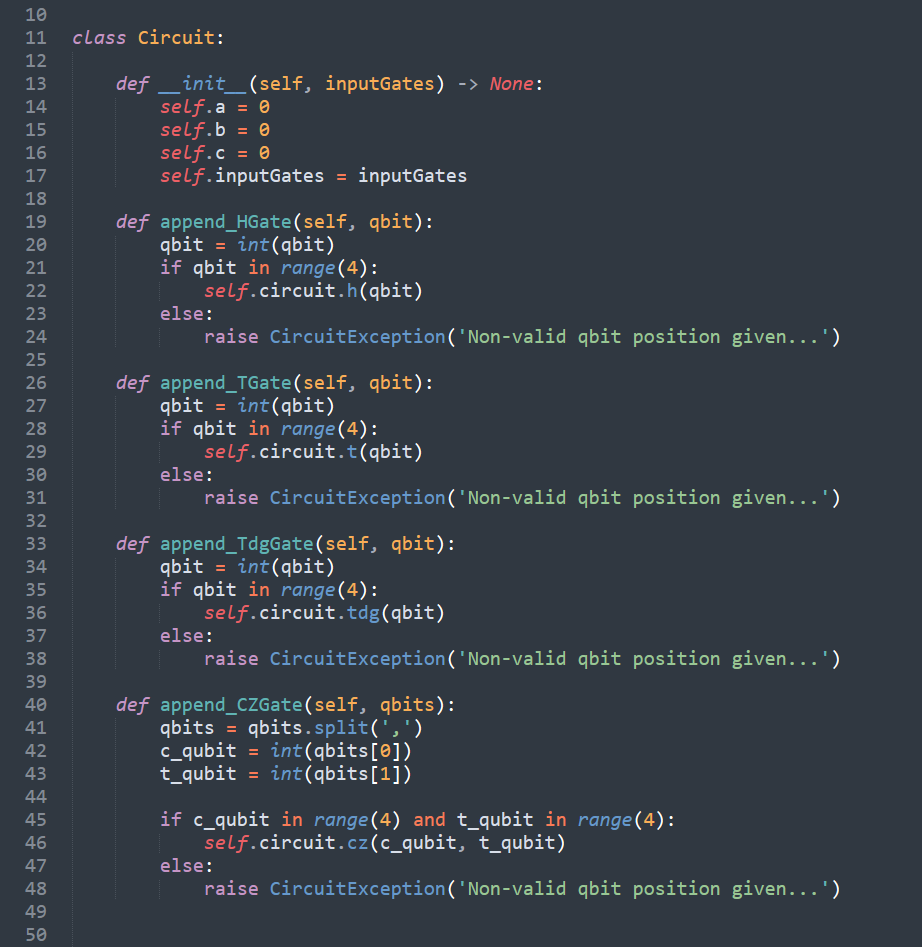 10
11 class Circuit:
12
13     def __init__(self, inputGates) -> None:
14         self.a = 0
15         self.b = 0
16         self.c = 0
17         self.inputGates = inputGates
18
19     def append_HGate(self, qbit):
20         qbit = int(qbit)
21         if qbit in range(4):
22             self.circuit.h(qbit)
23         else:
24             raise CircuitException('Non-valid qbit position given...')
25
26     def append_TGate(self, qbit):
27         qbit = int(qbit)
28         if qbit in range(4):
29             self.circuit.t(qbit)
30         else:
31             raise CircuitException('Non-valid qbit position given...')
32
33     def append_TdgGate(self, qbit):
34         qbit = int(qbit)
35         if qbit in range(4):
36             self.circuit.tdg(qbit)
37         else:
38             raise CircuitException('Non-valid qbit position given...')
39
40     def append_CZGate(self, qbits):
41         qbits = qbits.split(',')
42         c_qubit = int(qbits[0])
43         t_qubit = int(qbits[1])
44
45         if c_qubit in range(4) and t_qubit in range(4):
46             self.circuit.cz(c_qubit, t_qubit)
47         else:
48             raise CircuitException('Non-valid qbit position given...')
49
50